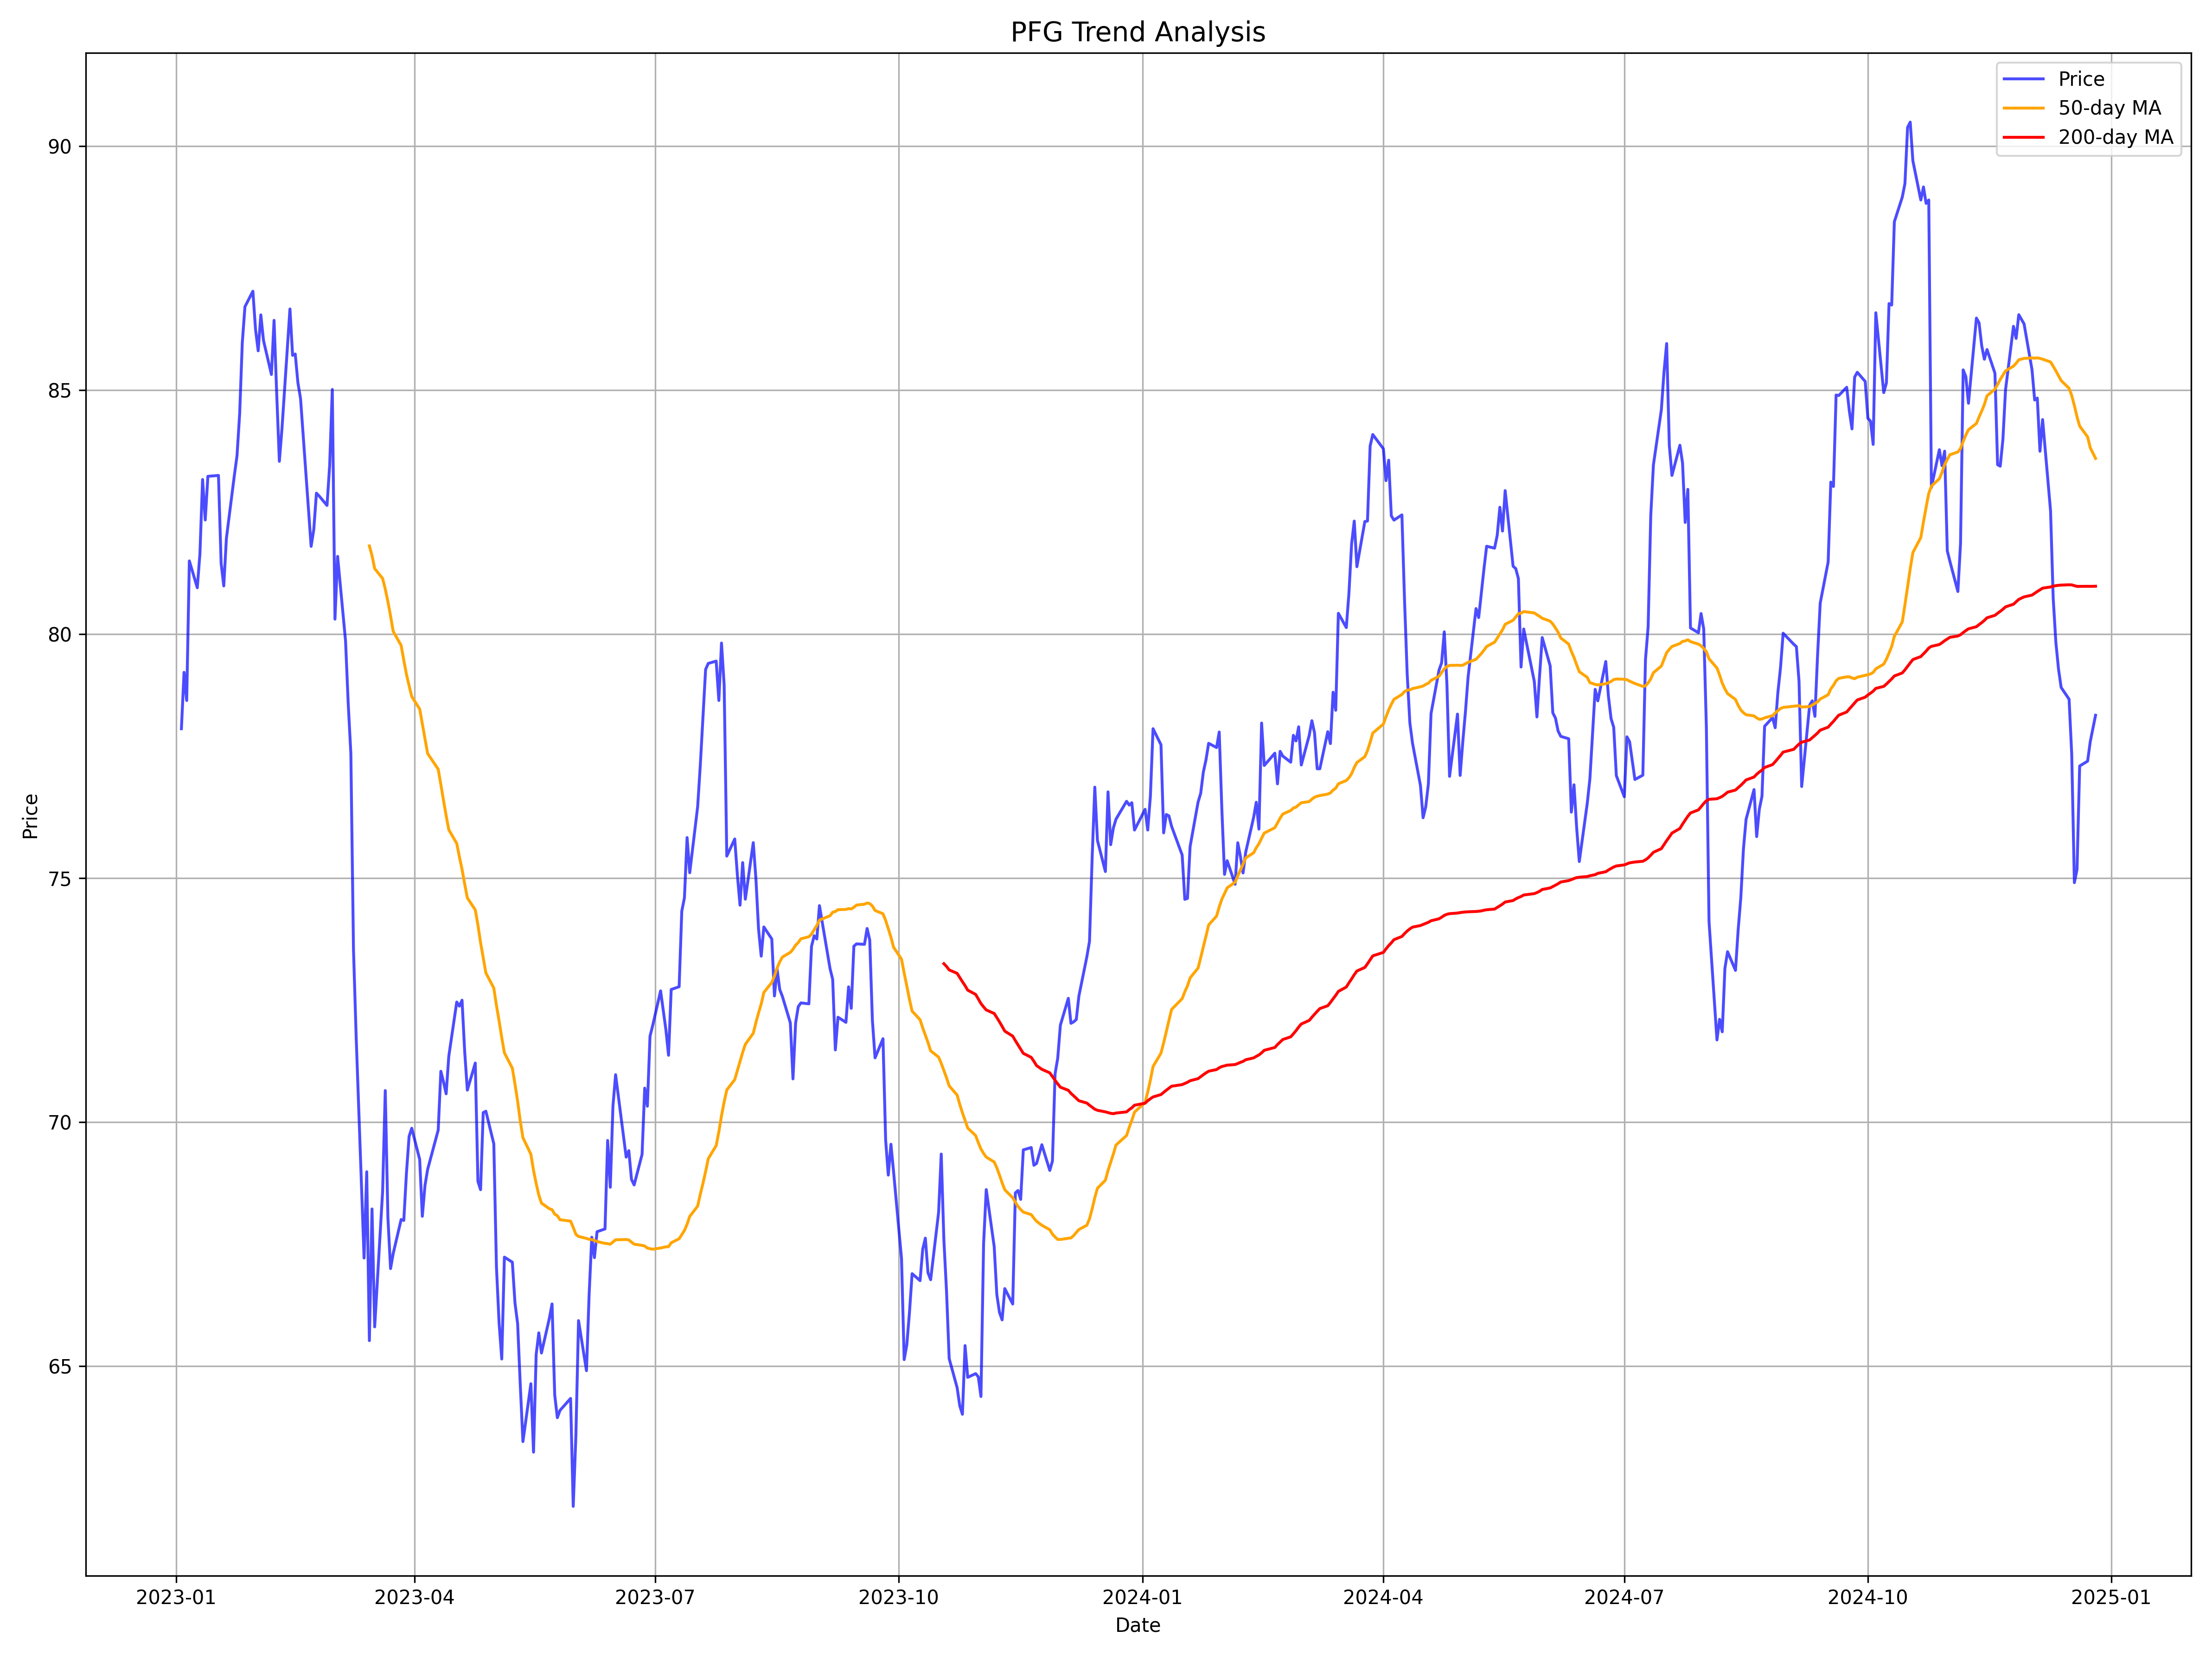 PFG Trend Analysis
Price
50-day MA
200-day MA
90
85
80
75
70
65
Price
2023-01
2023-04
2023-07
2023-10
2024-01
2024-04
2024-07
2024-10
2025-01
Date